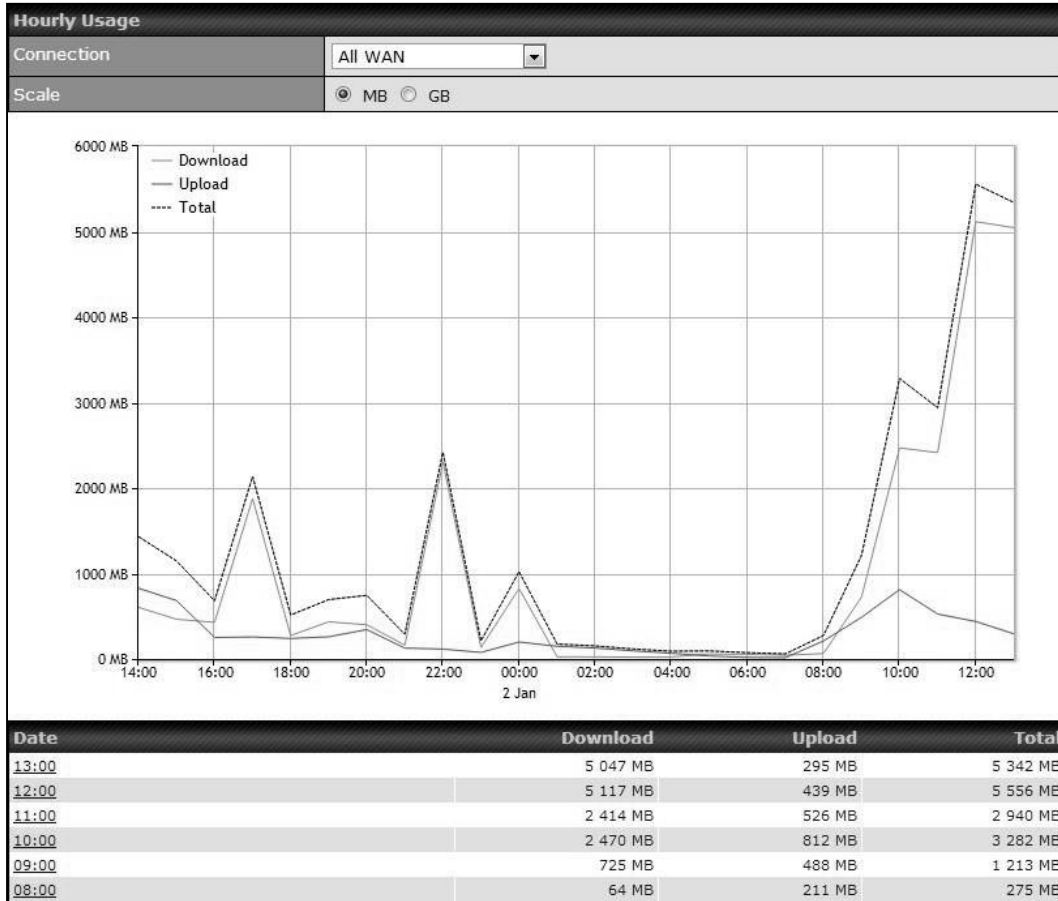 Hourly Usage
Connection All WAN
Scale MB GB
6000 MB
Download
Upload
Total
5000 MB
4000 MB
3000 MB
2000 MB
1000 MB
0 MB
14:00 16:00 18:00 20:00 22:00 00:00 02:00 04:00 06:00 08:00 10:00 12:00
2 Jan
Date Download Upload Total
13:00 5 047 MB 295 MB 5 342 MB
12:00 5 117 MB 439 MB 5 556 MB
11:00 2 414 MB 526 MB 2 940 MB
10:00 2 470 MB 812 MB 3 282 MB
09:00 725 MB 488 MB 1 213 MB
08:00 64 MB 211 MB 275 MB